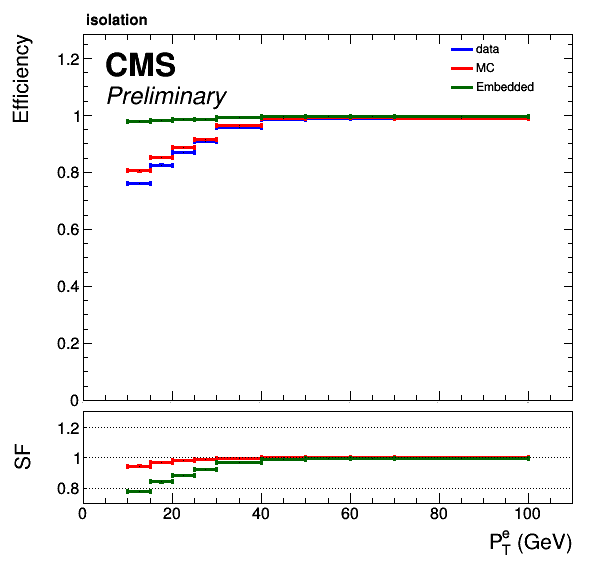 isolation
Efficiency
CMS
Preliminary
data
MC
Embedded
1.2
1
0.8
0.6
0.4
0.2
0
SF
1.2
1
0.8
0 20 40 60 80 100
P_T^e (GeV)